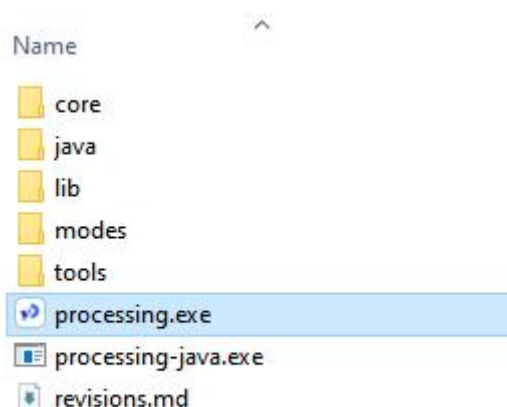 Name
core
java
lib
modes
tools
processing.exe
processing-java.exe
revisions.md